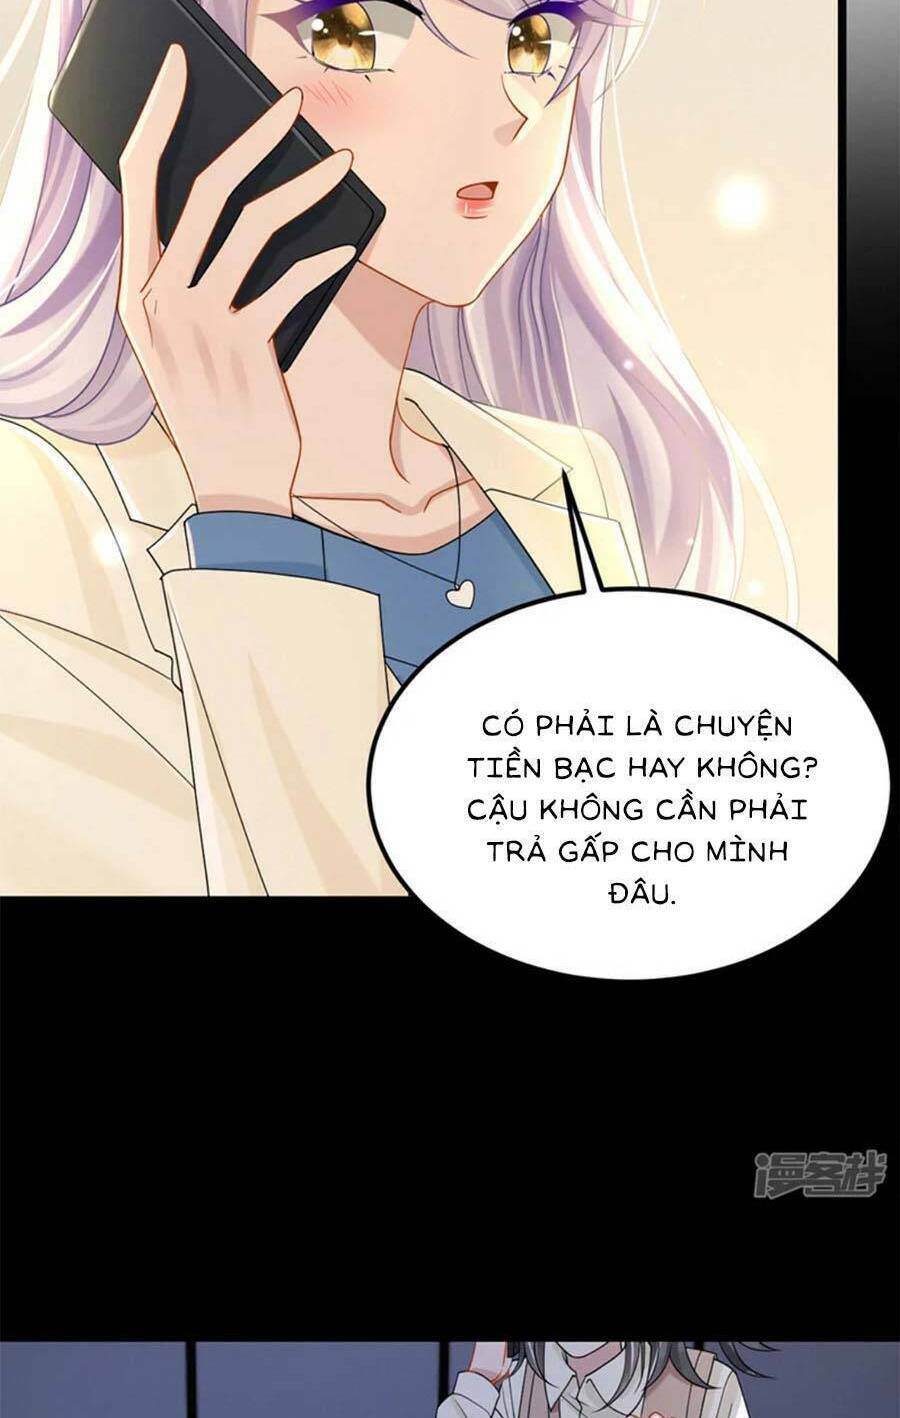 CÓ PHẢI LÀ CHUYỆN
TIỀN BẠC HAY KHÔNG?
CẬU KHÔNG CẦN PHẢI
TRẢ GẤP CHO MÌNH
ĐÂU.
漫客栈